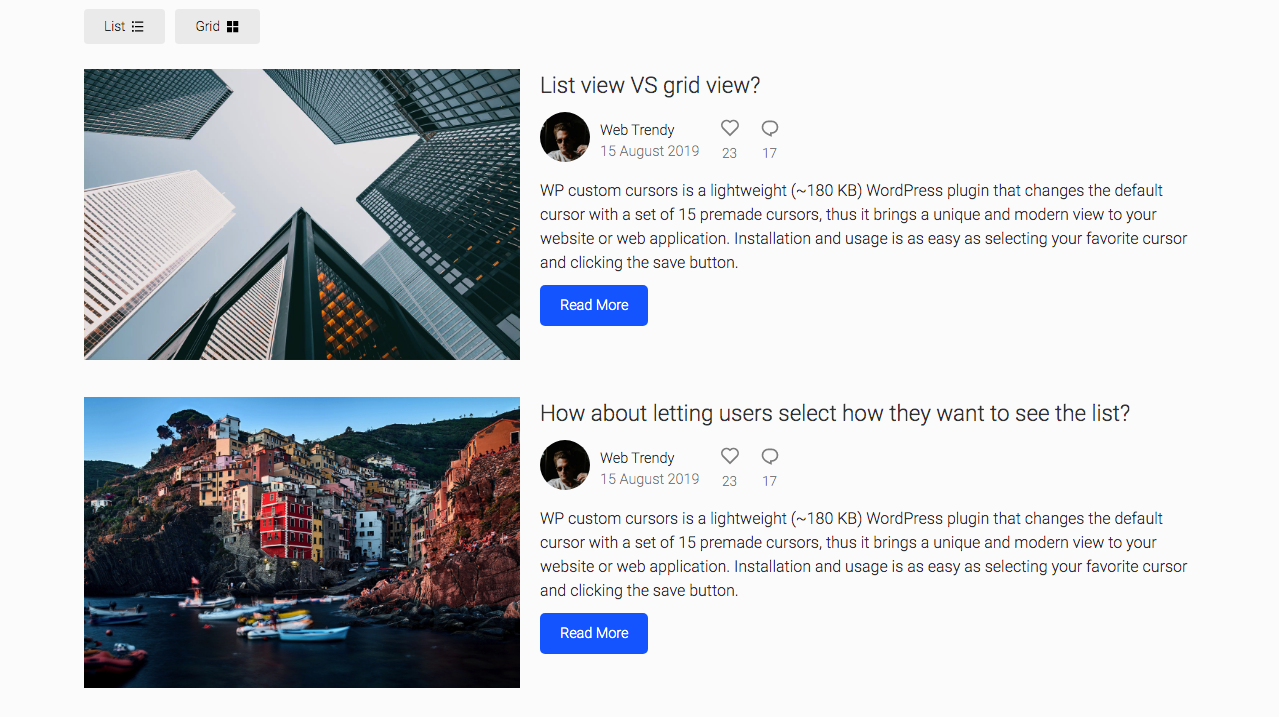 List
Grid
List view VS grid view?
Web Trendy
15 August 2019
23
17
WP custom cursors is a lightweight (~180 KB) WordPress plugin that changes the default
cursor with a set of 15 premade cursors, thus it brings a unique and modern view to your
website or web application. Installation and usage is as easy as selecting your favorite cursor
and clicking the save button.
Read More
How about letting users select how they want to see the list?
Web Trendy
15 August 2019
23
17
WP custom cursors is a lightweight (~180 KB) WordPress plugin that changes the default
cursor with a set of 15 premade cursors, thus it brings a unique and modern view to your
website or web application. Installation and usage is as easy as selecting your favorite cursor
and clicking the save button.
Read More